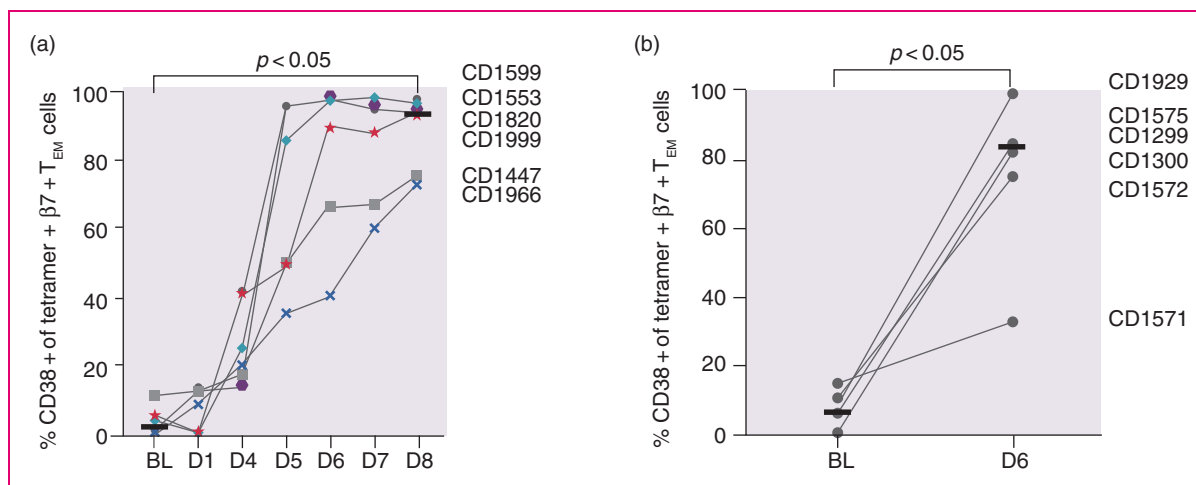 (a)
p < 0.05
% CD38 + of tetramer + β7 + TEM cells
100
80
60
40
20
0
BL D1 D4 D5 D6 D7 D8
CD1599
CD1553
CD1820
CD1999
CD1447
CD1966
(b)
p < 0.05
% CD38 + of tetramer + β7 + TEM cells
100
80
60
40
20
0
BL D6
CD1929
CD1575
CD1299
CD1300
CD1572
CD1571